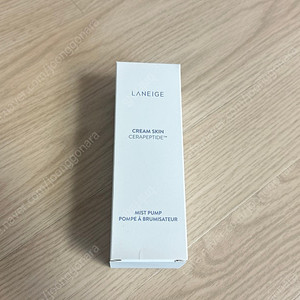 LANEIGE
CREAM SKIN
CERAPEPTIDE™
MIST PUMP
POMPE À BRUMISATEUR